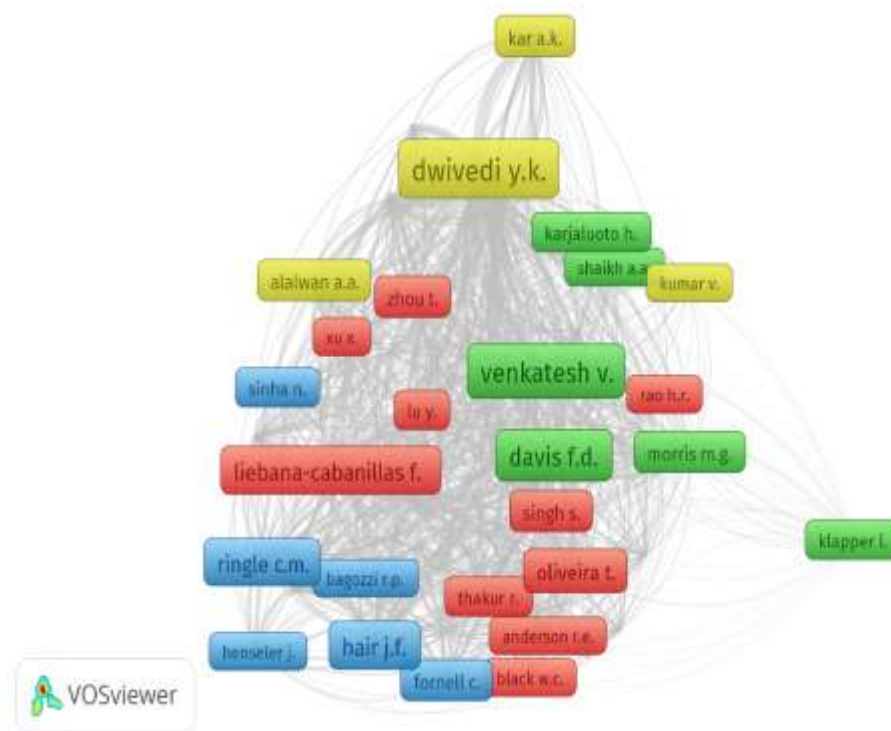 kar a.k.
dwivedi y.k.
karjaluoto h.
shaikh a.a.
alalwan a.a.
kumar v.
zhou t.
xu x.
venkatesh v.
sinha n.
rao h.r.
lu y.
davis f.d.
morris m.g.
liebana-cabanillas f.
singh s.
klapper l.
ringle c.m.
oliveira t.
bagozzi r.p.
thakur r.
anderson r.e.
hair j.f.
henseler j.
black w.c.
fornell c.
VOSviewer